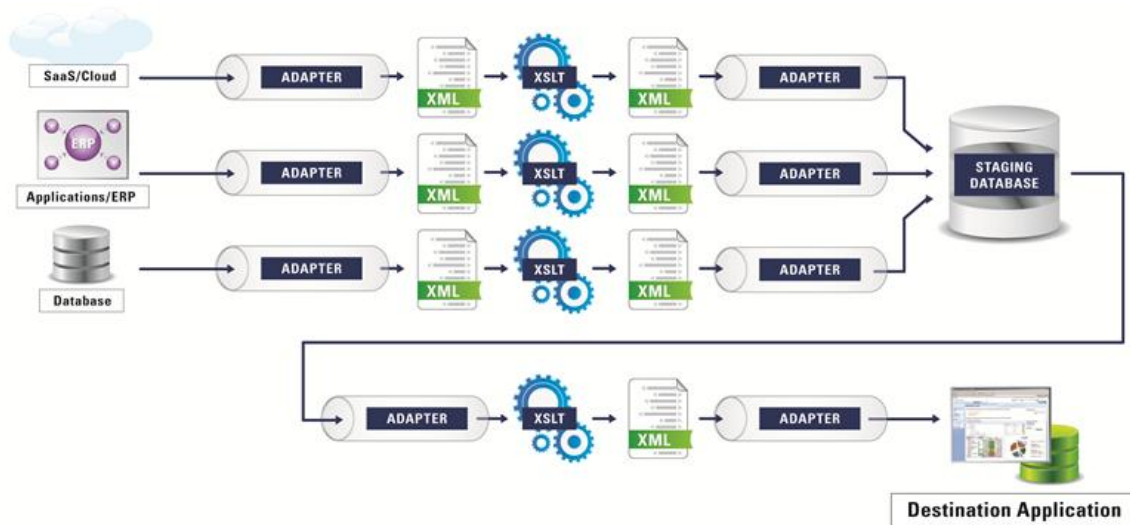 SaaS/Cloud
ADAPTER
XML
XSLT
XML
ADAPTER
ERP
Applications/ERP
ADAPTER
XML
XSLT
XML
ADAPTER
STAGING
DATABASE
Database
ADAPTER
XML
XSLT
XML
ADAPTER
ADAPTER
XSLT
XML
ADAPTER
Destination Application